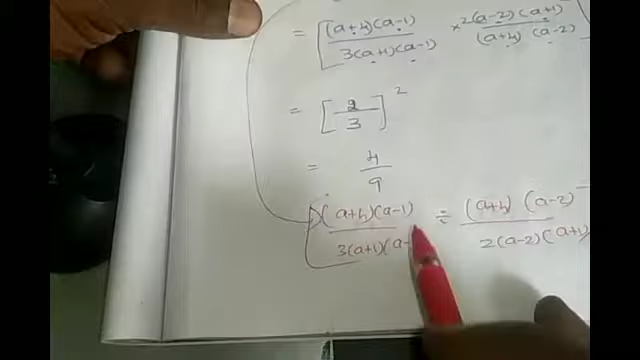 = [ (a+4)(a-1) / 3(a+1)(a-1) × 2(a-2)(a+1) / (a+4) (a-2)
= [ 2 / 3 ]²
= 4 / 9
(a+4)(a-1) / 3(a+1)(a- ÷ (a+4) (a-2) / 2(a-2)(a+1)